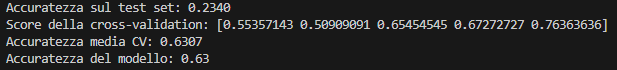 Accuratezza sul test set: 0.2340
Score della cross-validation: [0.55357143 0.50909091 0.65454545 0.67272727 0.76363636]
Accuratezza media CV: 0.6307
Accuratezza del modello: 0.63